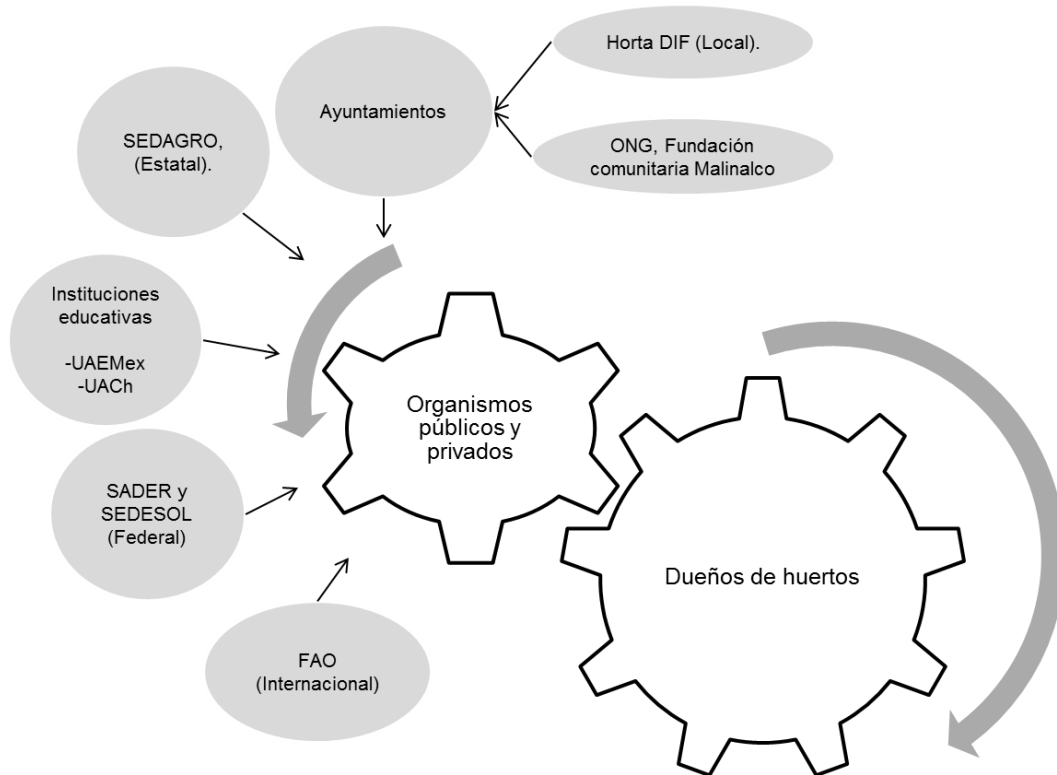 Horta DIF (Local).
Ayuntamientos
ONG, Fundación
comunitaria Malinalco
SEDAGRO,
(Estatal).
Instituciones
educativas
-UAEMex
-UACh
Organismos
públicos y
privados
SADER y
SEDESOL
(Federal)
Dueños de huertos
FAO
(Internacional)